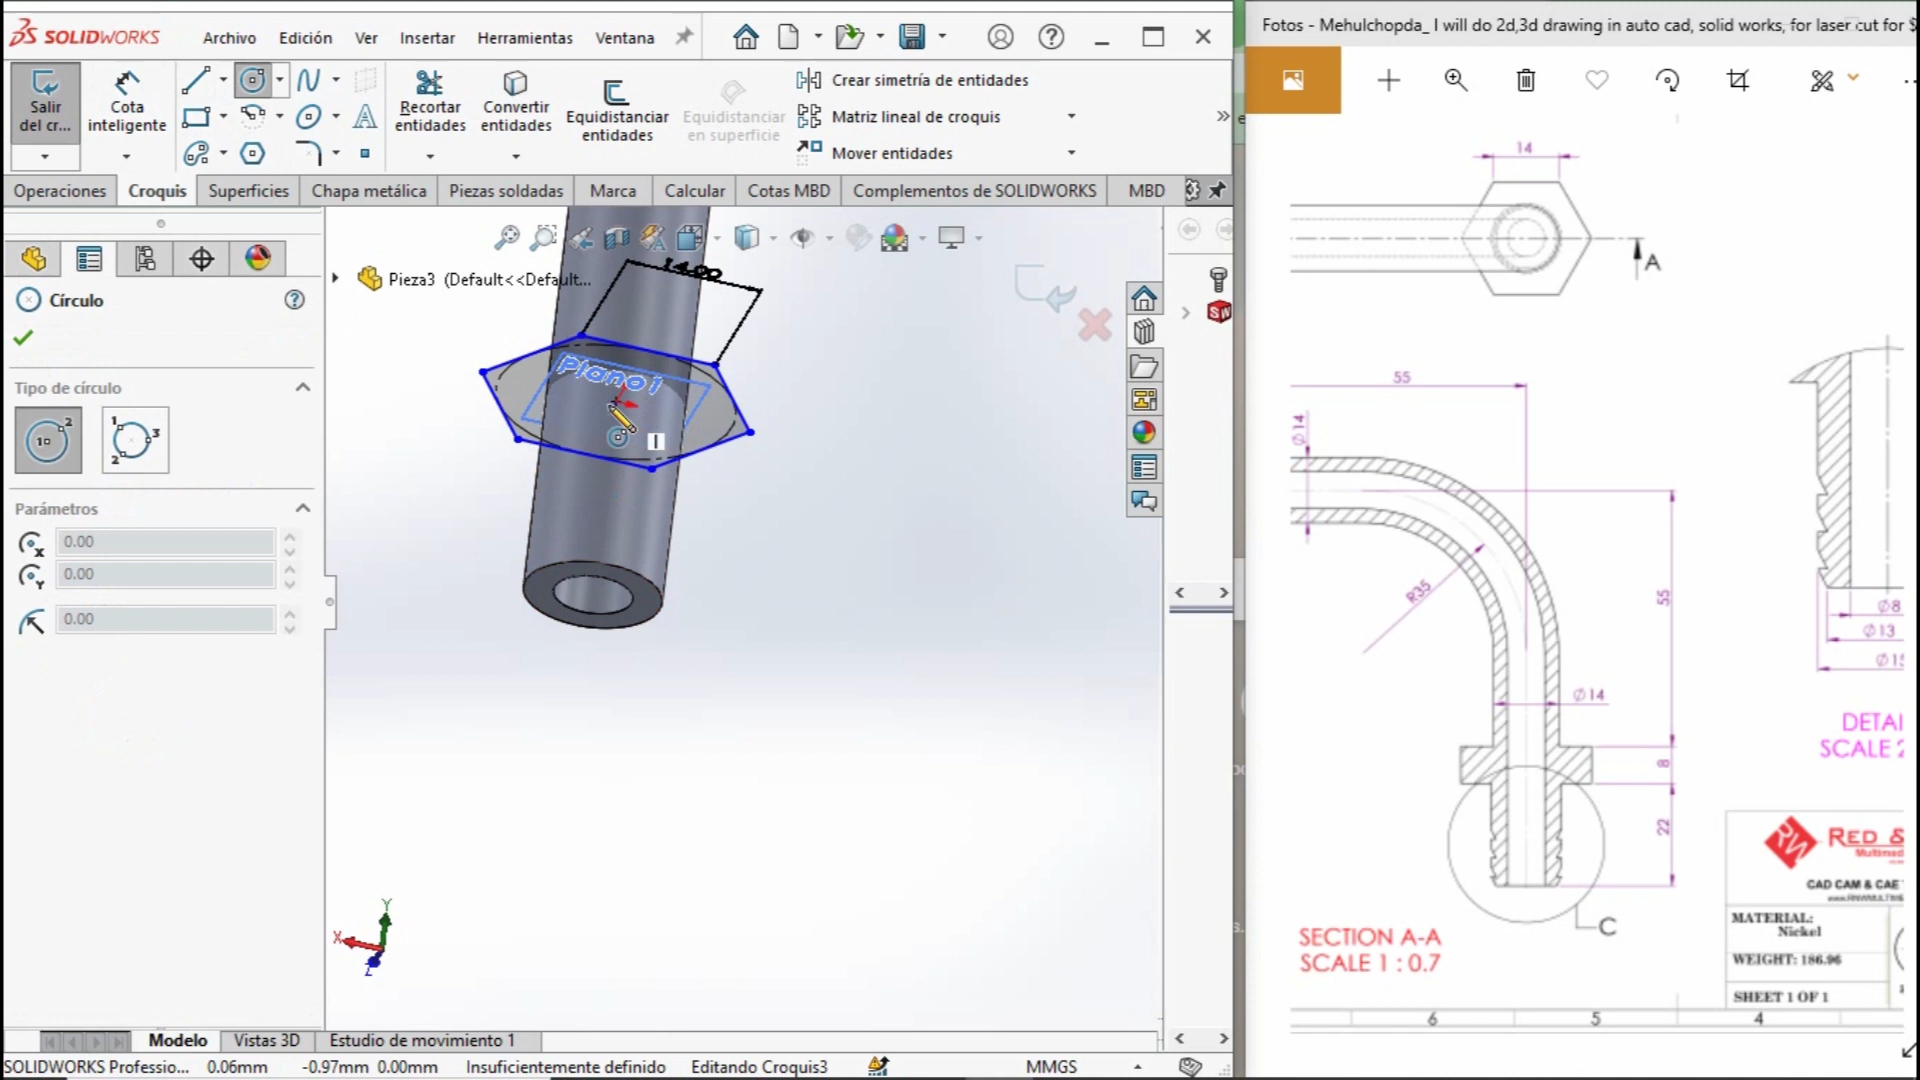 SOLIDWORKS
Archivo Edición Ver Insertar Herramientas Ventana
Salir del cr...
Cota inteligente
Recortar entidades
Convertir entidades
Equidistanciar entidades
Equidistanciar en superficie
Crear simetría de entidades
Matriz lineal de croquis
Mover entidades
Operaciones Croquis Superficies Chapa metálica Piezas soldadas Marca Calcular Cotas MBD Complementos de SOLIDWORKS MBD
Pieza3 (Default<<Default...
Círculo
Tipo de círculo
Parámetros
0.00
0.00
0.00
14.00
Plano1
X
Y
Z
Modelo Vistas 3D Estudio de movimiento 1
SOLIDWORKS Professio... 0.06mm -0.97mm 0.00mm Insuficientemente definido Editando Croquis3 MMGS
Fotos - Mehulchopda_ I will do 2d,3d drawing in auto cad, solid works, for laser cut for $
14
A
55
Ø14
R35
55
Ø14
8
22
C
SECTION A-A
SCALE 1 : 0.7
Ø8
Ø13
Ø15
DETAI
SCALE 2
RED &
Multimed
CAD CAM & CAE
MATERIAL:
Nickel
WEIGHT: 186.96
SHEET 1 OF 1
6 5 4